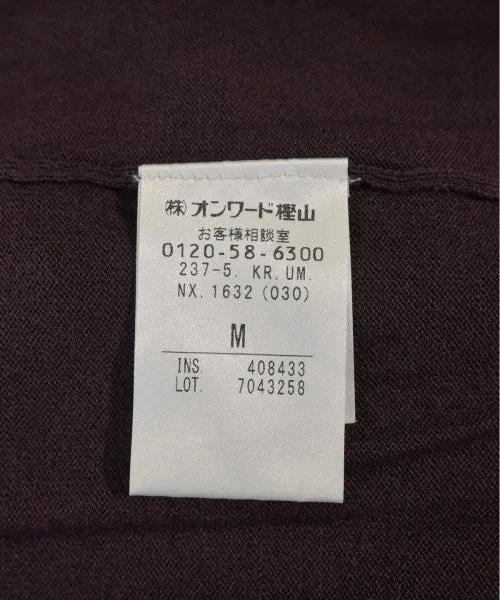 ㈱オンワード樫山
お客様相談室
0120-58-6300
237-5. KR. UM.
NX. 1632 (030)
M
INS. 408433
LOT. 7043258